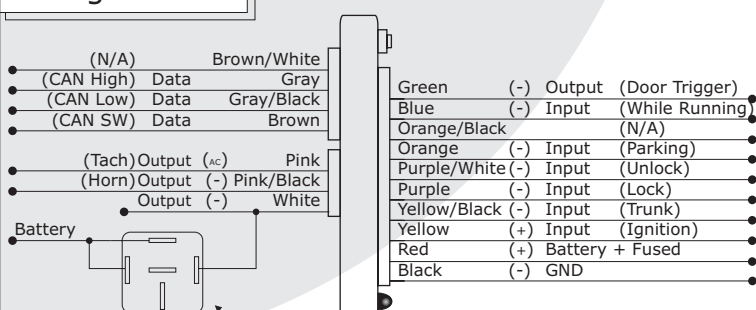 (N/A) Brown/White
(CAN High) Data Gray
(CAN Low) Data Gray/Black
(CAN SW) Data Brown
(Tach) Output (AC) Pink
(Horn) Output (-) Pink/Black
Output (-) White
Battery
Green (-) Output (Door Trigger)
Blue (-) Input (While Running)
Orange/Black (N/A)
Orange (-) Input (Parking)
Purple/White (-) Input (Unlock)
Purple (-) Input (Lock)
Yellow/Black (-) Input (Trunk)
Yellow (+) Input (Ignition)
Red (+) Battery + Fused
Black (-) GND